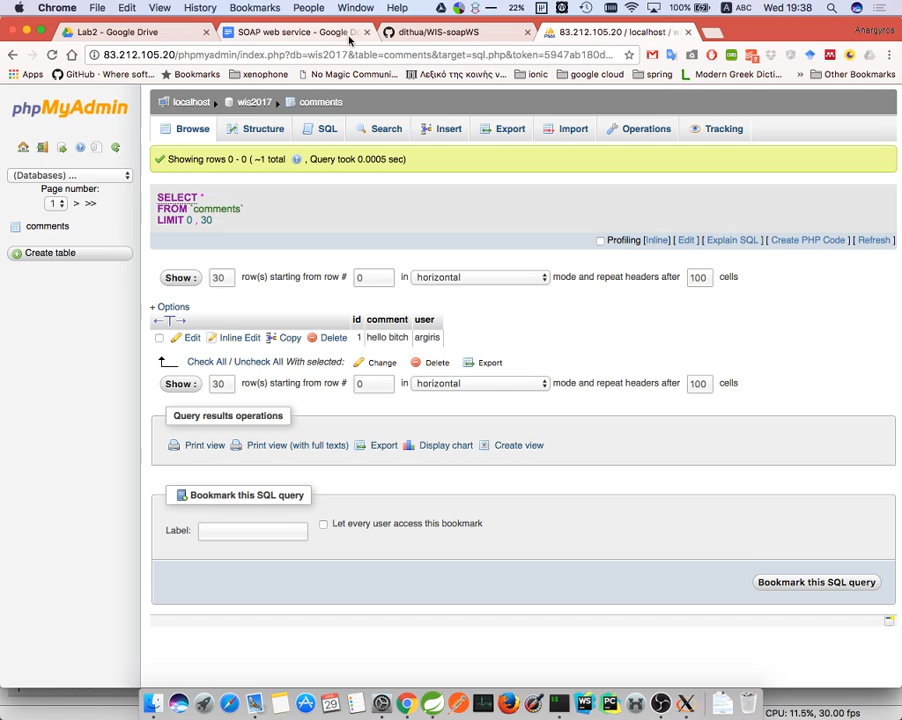 Chrome File Edit View History Bookmarks People Window Help 22% 100% ABC Wed 19:38
Lab2 - Google Drive SOAP web service - Google D dithua/WIS-soapWS 83.212.105.20 / localhost / w Anargyros
83.212.105.20/phpmyadmin/index.php?db=wis2017&table=comments&target=sql.php&token=5947ab180d...
Apps GitHub · Where soft... Bookmarks xenophone No Magic Communi... Λεξικό της κοινής ν... ionic google cloud spring Modern Greek Dict... >> Other Bookmarks
phpMyAdmin
localhost wis2017 comments
Browse Structure SQL Search Insert Export Import Operations Tracking
Showing rows 0 - 0 ( ~1 total , Query took 0.0005 sec)
(Databases) ...
Page number:
1 > >>
comments
Create table
SELECT *
FROM `comments`
LIMIT 0 , 30
Profiling [Inline] [ Edit ] [ Explain SQL ] [ Create PHP Code ] [ Refresh ]
Show : 30 row(s) starting from row # 0 in horizontal mode and repeat headers after 100 cells
+ Options
←T→ id comment user
Edit Inline Edit Copy Delete 1 hello bitch argiris
Check All / Uncheck All With selected: Change Delete Export
Show : 30 row(s) starting from row # 0 in horizontal mode and repeat headers after 100 cells
Query results operations
Print view Print view (with full texts) Export Display chart Create view
Bookmark this SQL query
Label: Let every user access this bookmark
Bookmark this SQL query
CPU: 11.5%, 30.00 fps